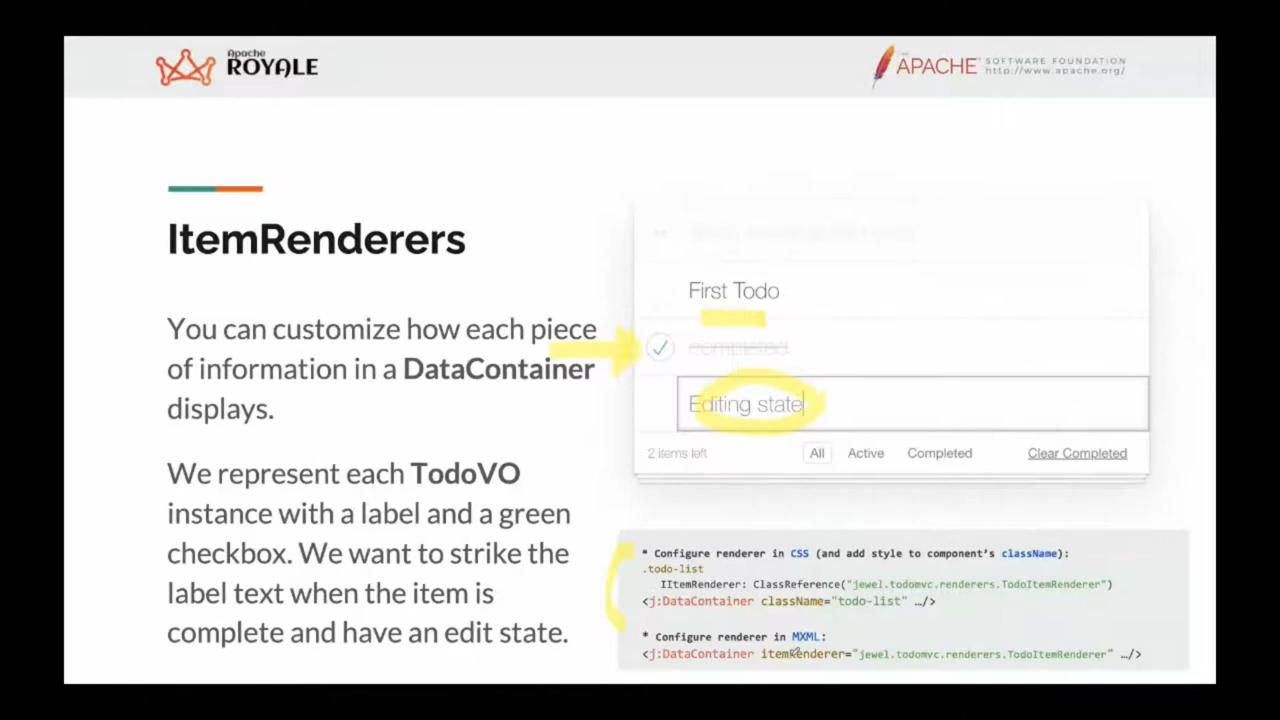 Apache
ROYALE
THE
APACHE
SOFTWARE FOUNDATION
http://www.apache.org/
ItemRenderers
You can customize how each piece
of information in a DataContainer
displays.
We represent each TodoVO
instance with a label and a green
checkbox. We want to strike the
label text when the item is
complete and have an edit state.
First Todo
completed
Editing state
2 items left
All
Active
Completed
Clear Completed
* Configure renderer in CSS (and add style to component’s className):
.todo-list
IItemRenderer: ClassReference("jewel.todomvc.renderers.TodoItemRenderer")
<j:DataContainer className="todo-list" …/>
* Configure renderer in MXML:
<j:DataContainer itemRenderer="jewel.todomvc.renderers.TodoItemRenderer" …/>